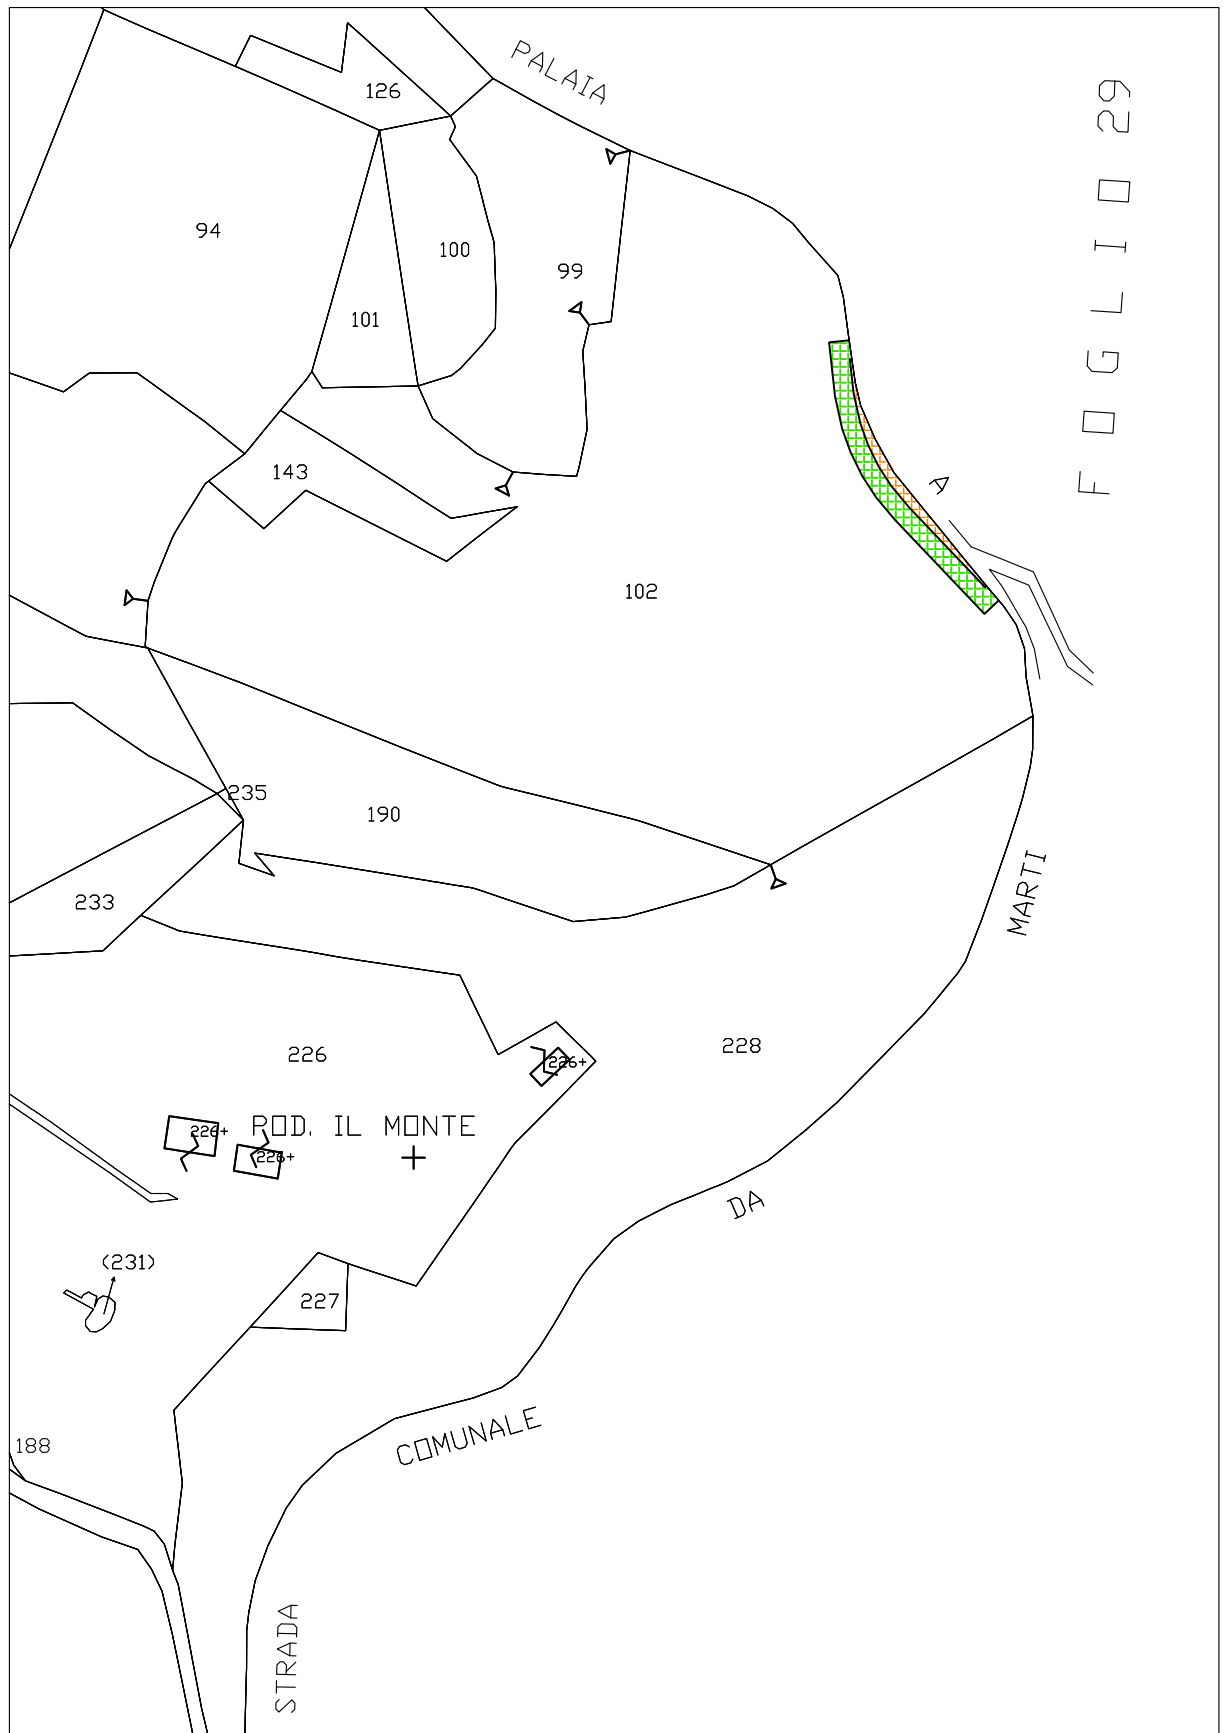 PALAIA
FOGLIO 29
126
94
100
99
101
143
A
102
235
190
233
MARTI
226
228
226+
POD. IL MONTE
226+
226+
DA
(231)
227
COMUNALE
188
STRADA